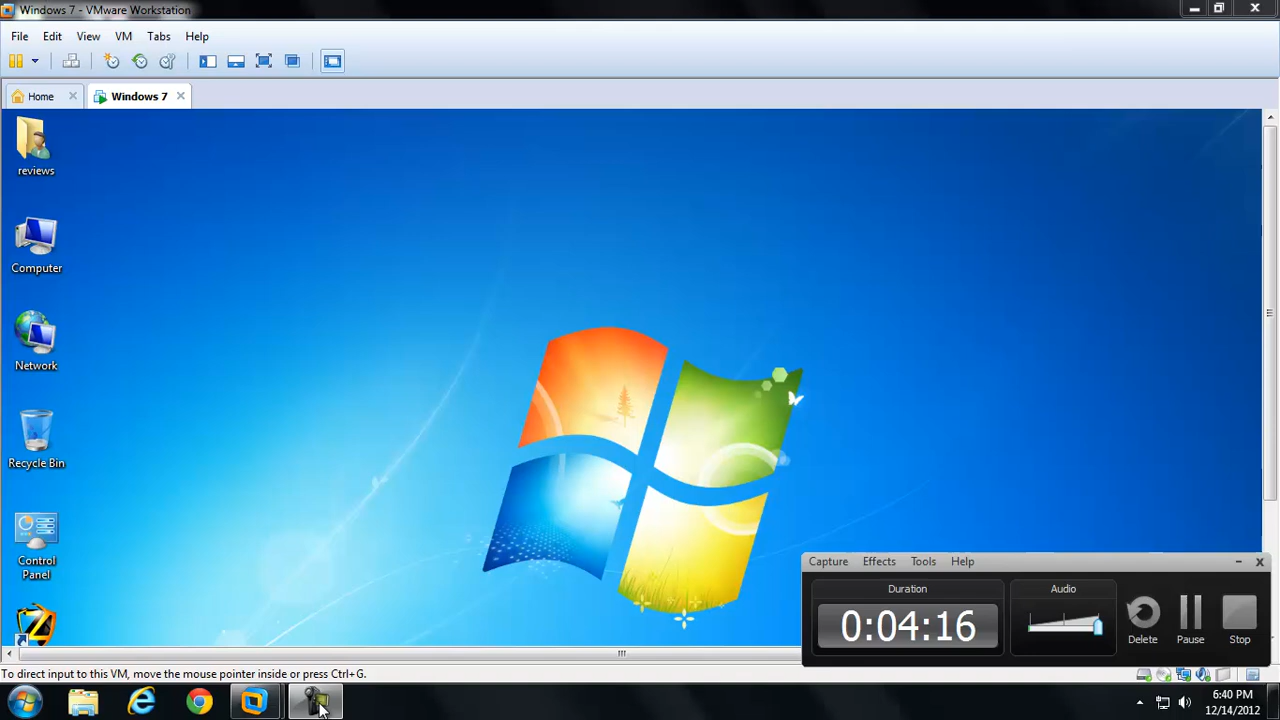 Windows 7 - VMware Workstation
File Edit View VM Tabs Help
Home Windows 7
reviews
Computer
Network
Recycle Bin
Control
Panel
Capture Effects Tools Help
Duration Audio
0:04:16
Delete Pause Stop
To direct input to this VM, move the mouse pointer inside or press Ctrl+G.
6:40 PM
12/14/2012